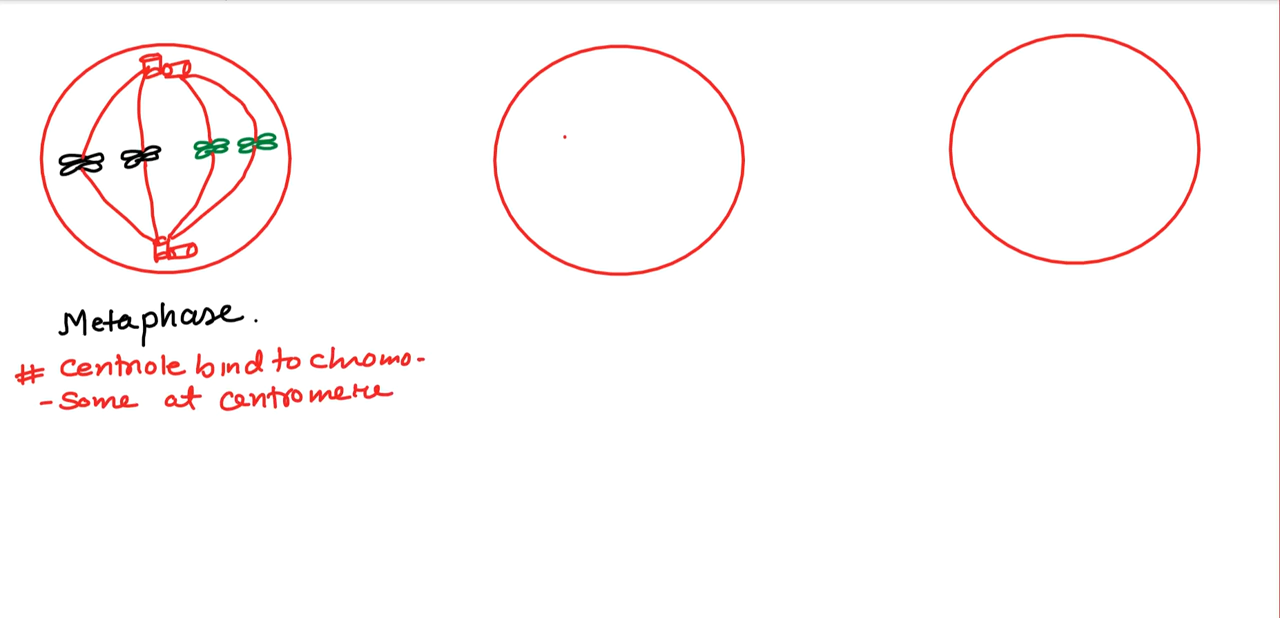 Metaphase.
# Centriole bind to chromo-
- Some at centromere